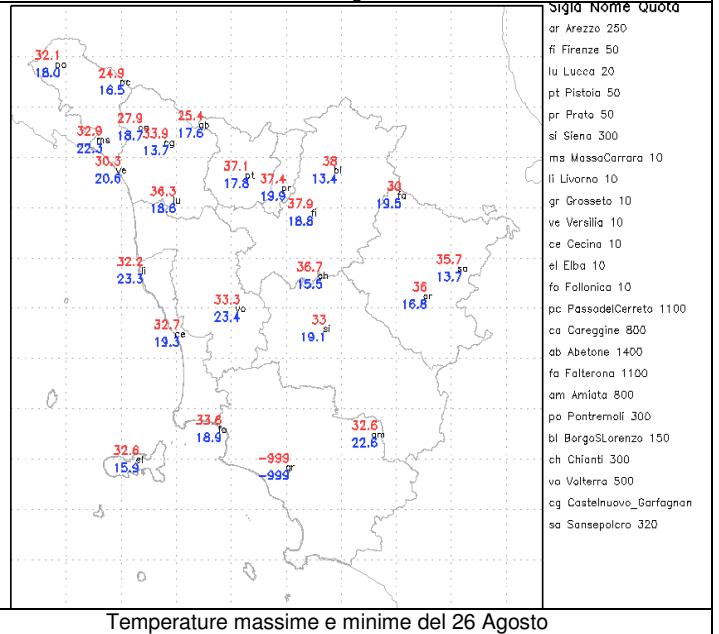 Sigla Nome Quota
ar Arezzo 250
fi Firenze 50
lu Lucca 20
pt Pistoia 50
pr Prato 50
si Siena 300
ms MassaCarrara 10
li Livorno 10
gr Grosseto 10
ve Versilia 10
ce Cecina 10
el Elba 10
fo Follonica 10
pc PassodelCerreto 1100
ca Careggine 800
ab Abetone 1400
fa Falterona 1100
am Amiata 800
po Pontremoli 300
bl BorgoSLorenzo 150
ch Chianti 300
vo Volterra 500
cg Castelnuovo_Garfagnan
sa Sansepolcro 320
32.1
po
18.0
24.9
pc
16.5
27.9
18.7
33.9
cg
13.7
25.4
ab
17.6
32.9
ms
22.3
30.3
ve
20.6
36.3
lu
18.6
37.1
pt
17.8
37.4
pr
19.9
38
bl
13.4
37.9
fi
18.8
30
fa
19.5
32.2
li
23.3
36.7
ch
15.5
35.7
sa
13.7
36
ar
16.8
33.3
vo
23.4
32.7
ce
19.3
33
si
19.1
33.8
fo
18.9
32.6
am
22.8
32.6
el
15.9
-999
gr
-999
Temperature massime e minime del 26 Agosto